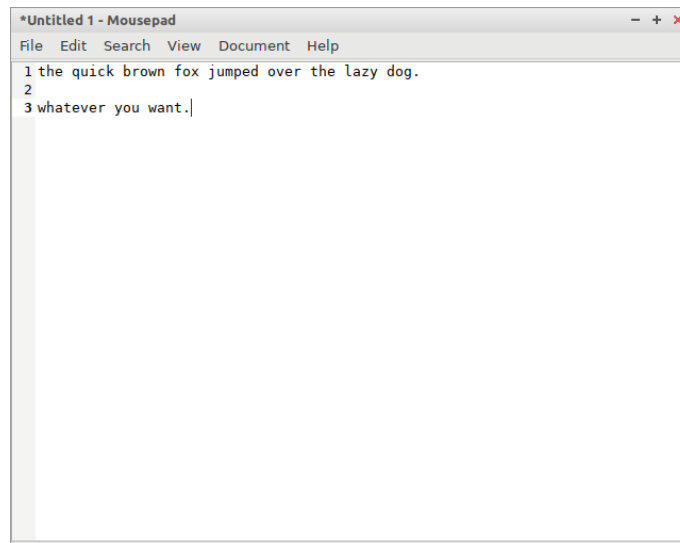 *Untitled 1 - Mousepad
File Edit Search View Document Help
1 the quick brown fox jumped over the lazy dog.
2
3 whatever you want.